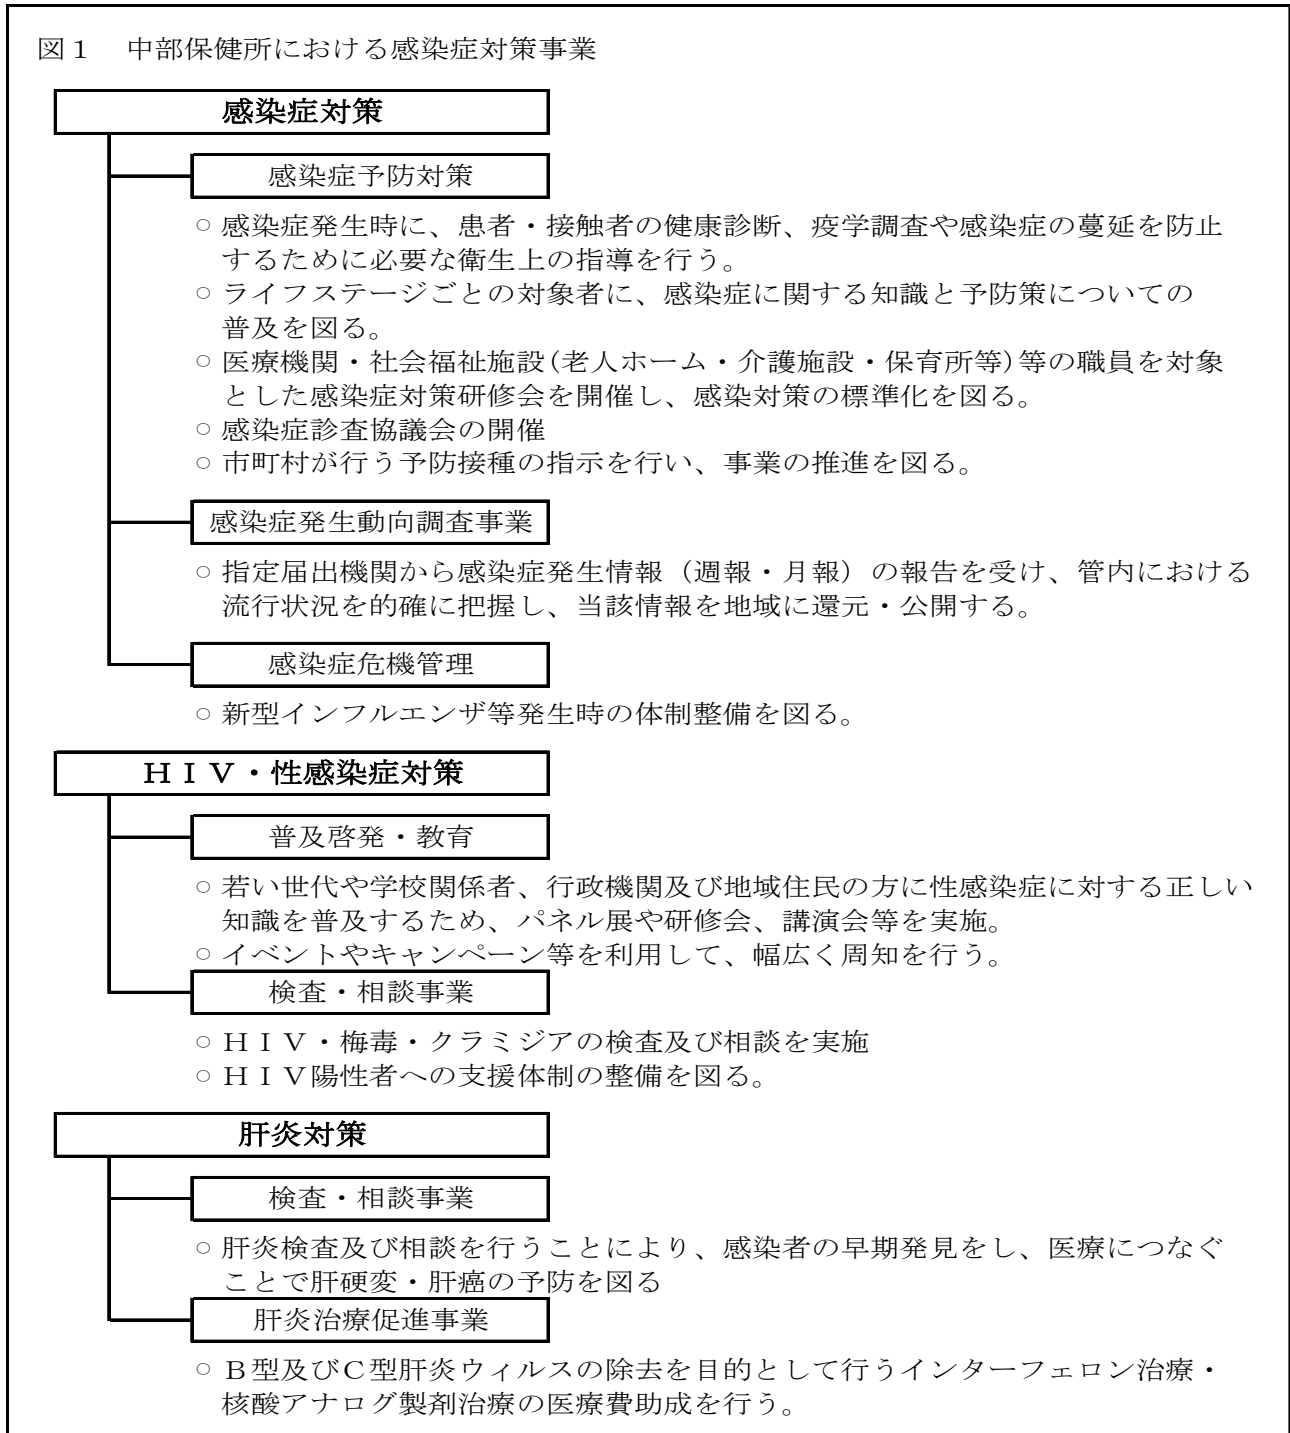 図１　中部保健所における感染症対策事業
感染症対策
感染症予防対策
○ 感染症発生時に、患者・接触者の健康診断、疫学調査や感染症の蔓延を防止
するために必要な衛生上の指導を行う。
○ ライフステージごとの対象者に、感染症に関する知識と予防策についての
普及を図る。
○ 医療機関・社会福祉施設(老人ホーム・介護施設・保育所等)等の職員を対象
とした感染症対策研修会を開催し、感染対策の標準化を図る。
○ 感染症診査協議会の開催
○ 市町村が行う予防接種の指示を行い、事業の推進を図る。
感染症発生動向調査事業
○ 指定届出機関から感染症発生情報（週報・月報）の報告を受け、管内における
流行状況を的確に把握し、当該情報を地域に還元・公開する。
感染症危機管理
○ 新型インフルエンザ等発生時の体制整備を図る。
ＨＩＶ・性感染症対策
普及啓発・教育
○ 若い世代や学校関係者、行政機関及び地域住民の方に性感染症に対する正しい
知識を普及するため、パネル展や研修会、講演会等を実施。
○ イベントやキャンペーン等を利用して、幅広く周知を行う。
検査・相談事業
○ ＨＩＶ・梅毒・クラミジアの検査及び相談を実施
○ ＨＩＶ陽性者への支援体制の整備を図る。
肝炎対策
検査・相談事業
○ 肝炎検査及び相談を行うことにより、感染者の早期発見をし、医療につなぐ
ことで肝硬変・肝癌の予防を図る
肝炎治療促進事業
○ Ｂ型及びＣ型肝炎ウィルスの除去を目的として行うインターフェロン治療・
核酸アナログ製剤治療の医療費助成を行う。